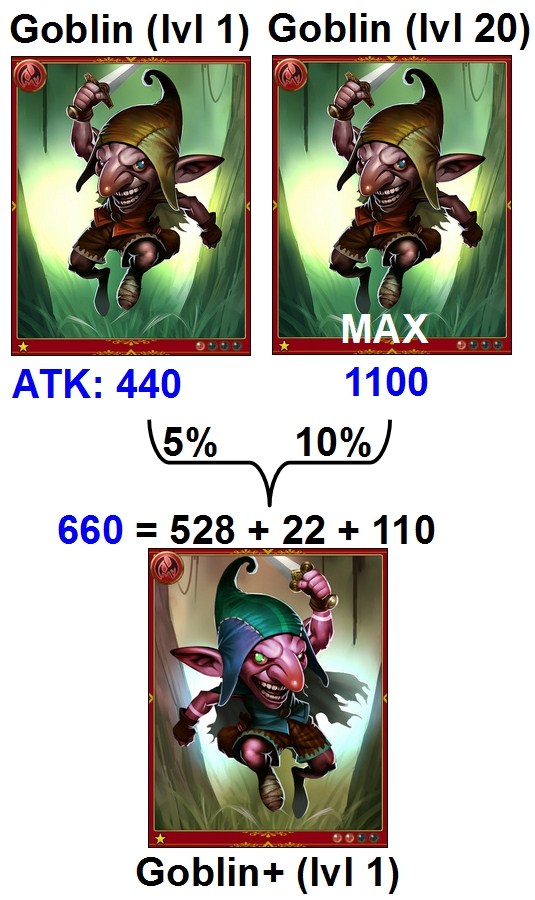 Goblin (lvl 1) Goblin (lvl 20)
MAX
ATK: 440 1100
5% 10%
660 = 528 + 22 + 110
Goblin+ (lvl 1)